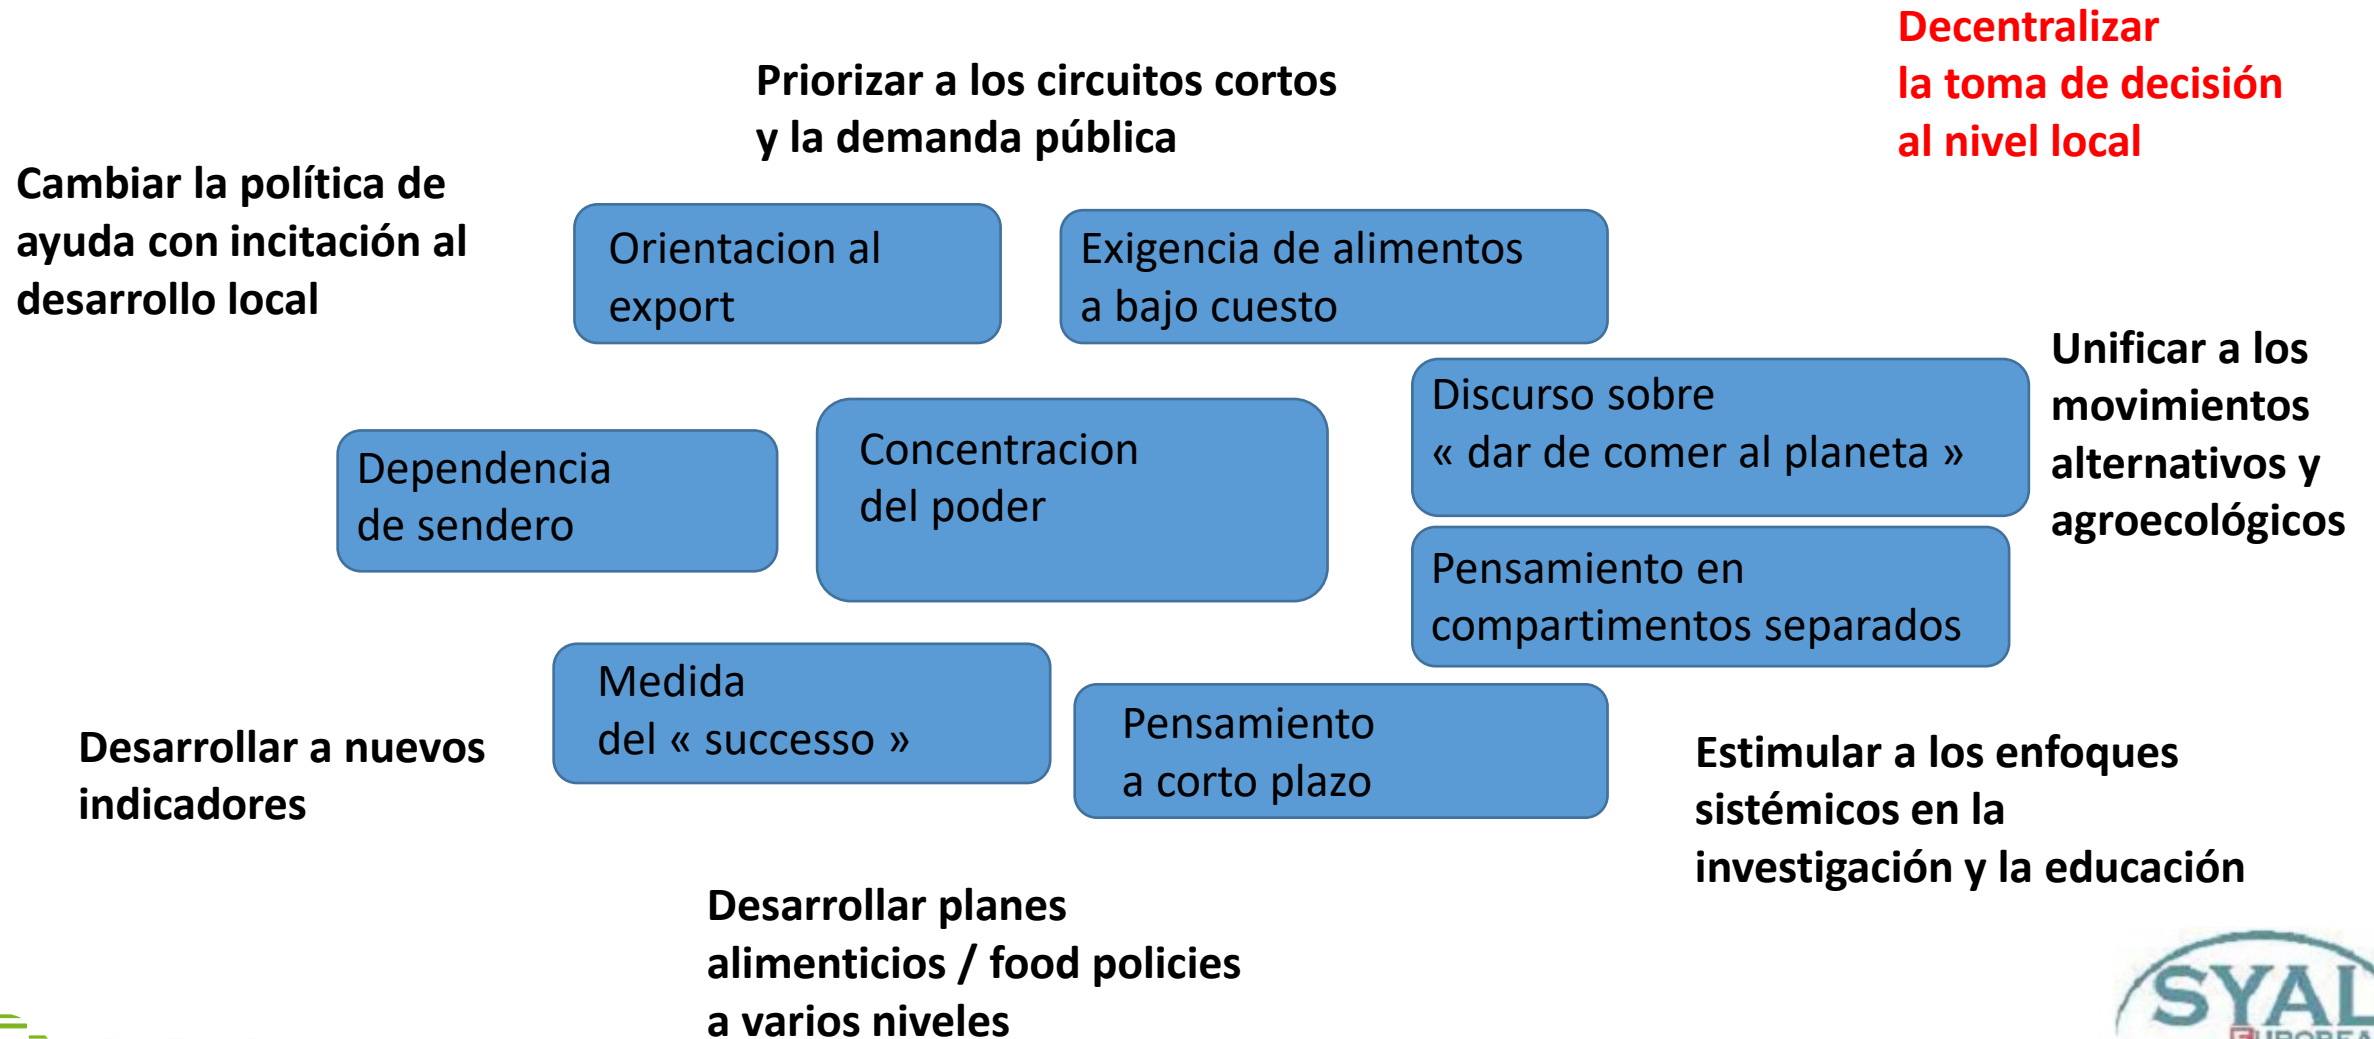 Decentralizar
la toma de decisión
al nivel local
Priorizar a los circuitos cortos
y la demanda pública
Cambiar la política de
ayuda con incitación al
desarrollo local
Orientacion al
export
Exigencia de alimentos
a bajo cuesto
Unificar a los
movimientos
alternativos y
agroecológicos
Discurso sobre
« dar de comer al planeta »
Dependencia
de sendero
Concentracion
del poder
Pensamiento en
compartimentos separados
Medida
del « successo »
Pensamiento
a corto plazo
Desarrollar a nuevos
indicadores
Estimular a los enfoques
sistémicos en la
investigación y la educación
Desarrollar planes
alimenticios / food policies
a varios niveles
SYAL